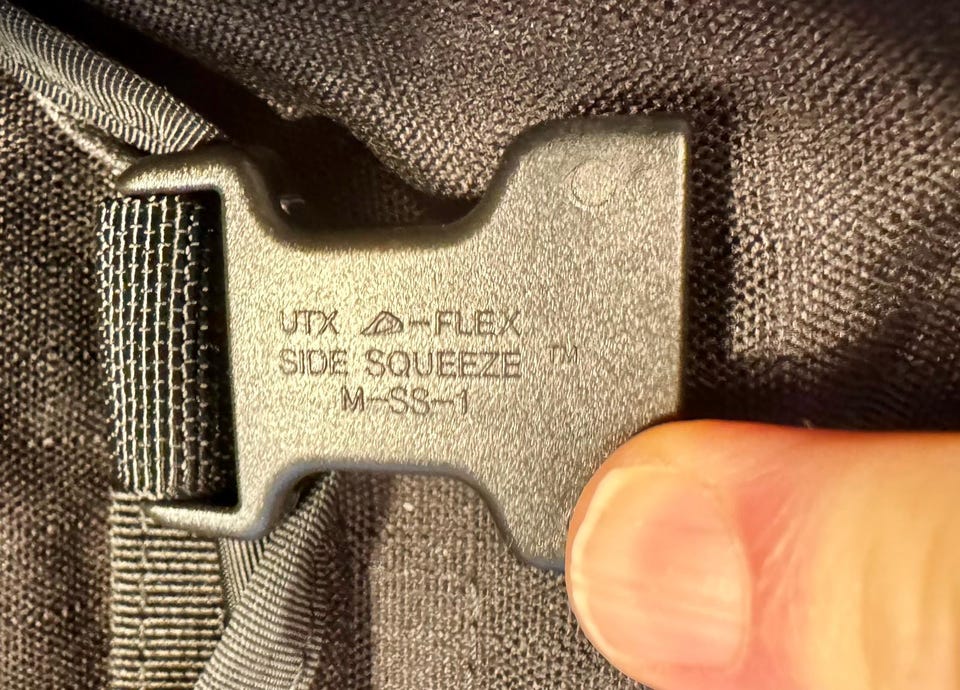 UTX -FLEX
SIDE SQUEEZE ™
M-SS-1